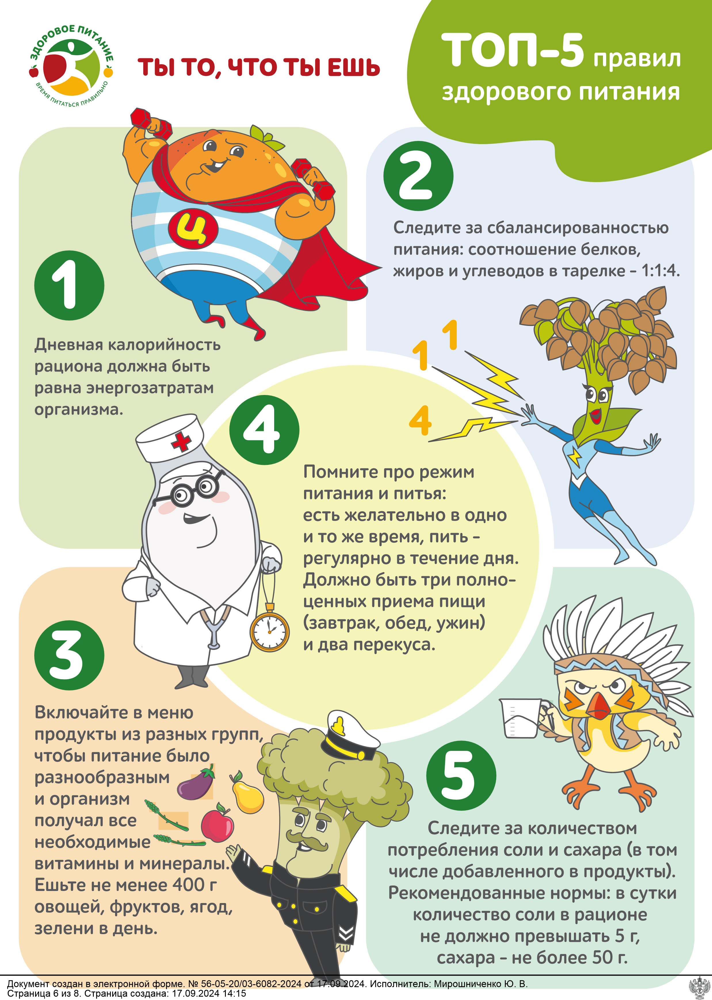 ЗДОРОВОЕ ПИТАНИЕ
ВРЕМЯ ПИТАТЬСЯ ПРАВИЛЬНО
ТЫ ТО, ЧТО ТЫ ЕШЬ
ТОП-5 правил
здорового питания
Ц
1
Дневная калорийность
рациона должна быть
равна энергозатратам
организма.
2
Следите за сбалансированностью
питания: соотношение белков,
жиров и углеводов в тарелке – 1:1:4.
1
1
4
4
Помните про режим
питания и питья:
есть желательно в одно
и то же время, пить –
регулярно в течение дня.
Должно быть три полно-
ценных приема пищи
(завтрак, обед, ужин)
и два перекуса.
3
Включайте в меню
продукты из разных групп,
чтобы питание было
разнообразным
и организм
получал все
необходимые
витамины и минералы.
Ешьте не менее 400 г
овощей, фруктов, ягод,
зелени в день.
5
Следите за количеством
потребления соли и сахара (в том
числе добавленного в продукты).
Рекомендованные нормы: в сутки
количество соли в рационе
не должно превышать 5 г,
сахара – не более 50 г.
Документ создан в электронной форме. № 56-05-20/03-6082-2024 от 17.09.2024. Исполнитель: Мирошниченко Ю. В.
Страница 6 из 8. Страница создана: 17.09.2024 14:15